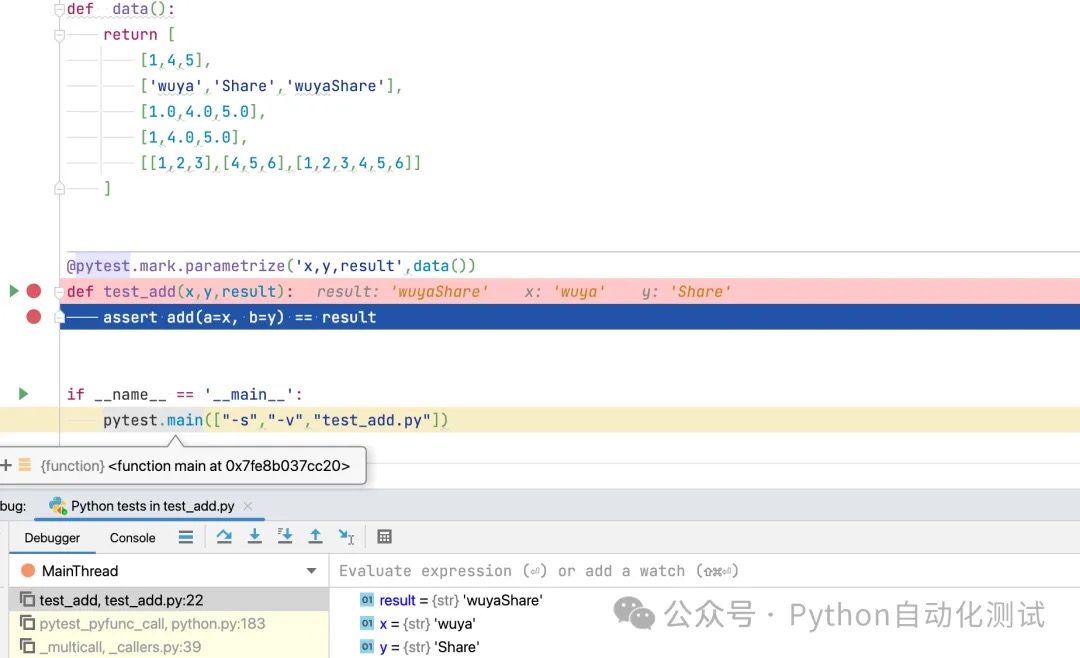 def data():
return [
[1,4,5],
['wuya','Share','wuyaShare'],
[1.0,4.0,5.0],
[1,4.0,5.0],
[[1,2,3],[4,5,6],[1,2,3,4,5,6]]
]
@pytest.mark.parametrize('x,y,result',data())
def test_add(x,y,result): result: 'wuyaShare' x: 'wuya' y: 'Share'
assert add(a=x, b=y) == result
if __name__ == '__main__':
pytest.main(["-s","-v","test_add.py"])
{function} <function main at 0x7fe8b037cc20>
bug: Python tests in test_add.py
Debugger Console
MainThread
Evaluate expression (⏎) or add a watch (⇧⌘⏎)
test_add, test_add.py:22
01 result = {str} 'wuyaShare'
pytest_pyfunc_call, python.py:183
01 x = {str} 'wuya'
_multicall, _callers.py:39
01 y = {str} 'Share'
公众号 · Python自动化测试